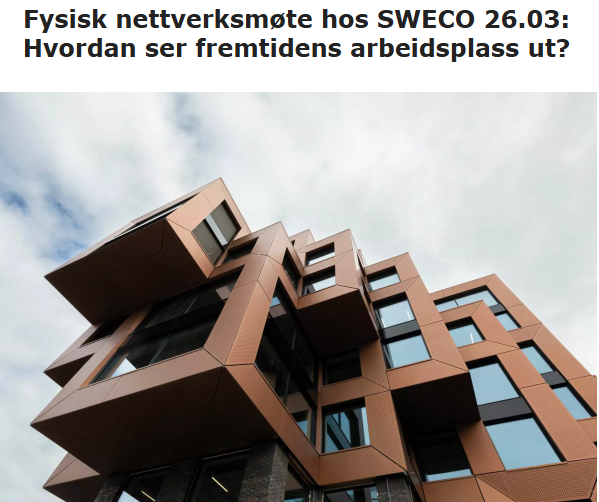 Fysisk nettverksmøte hos SWECO 26.03:
Hvordan ser fremtidens arbeidsplass ut?